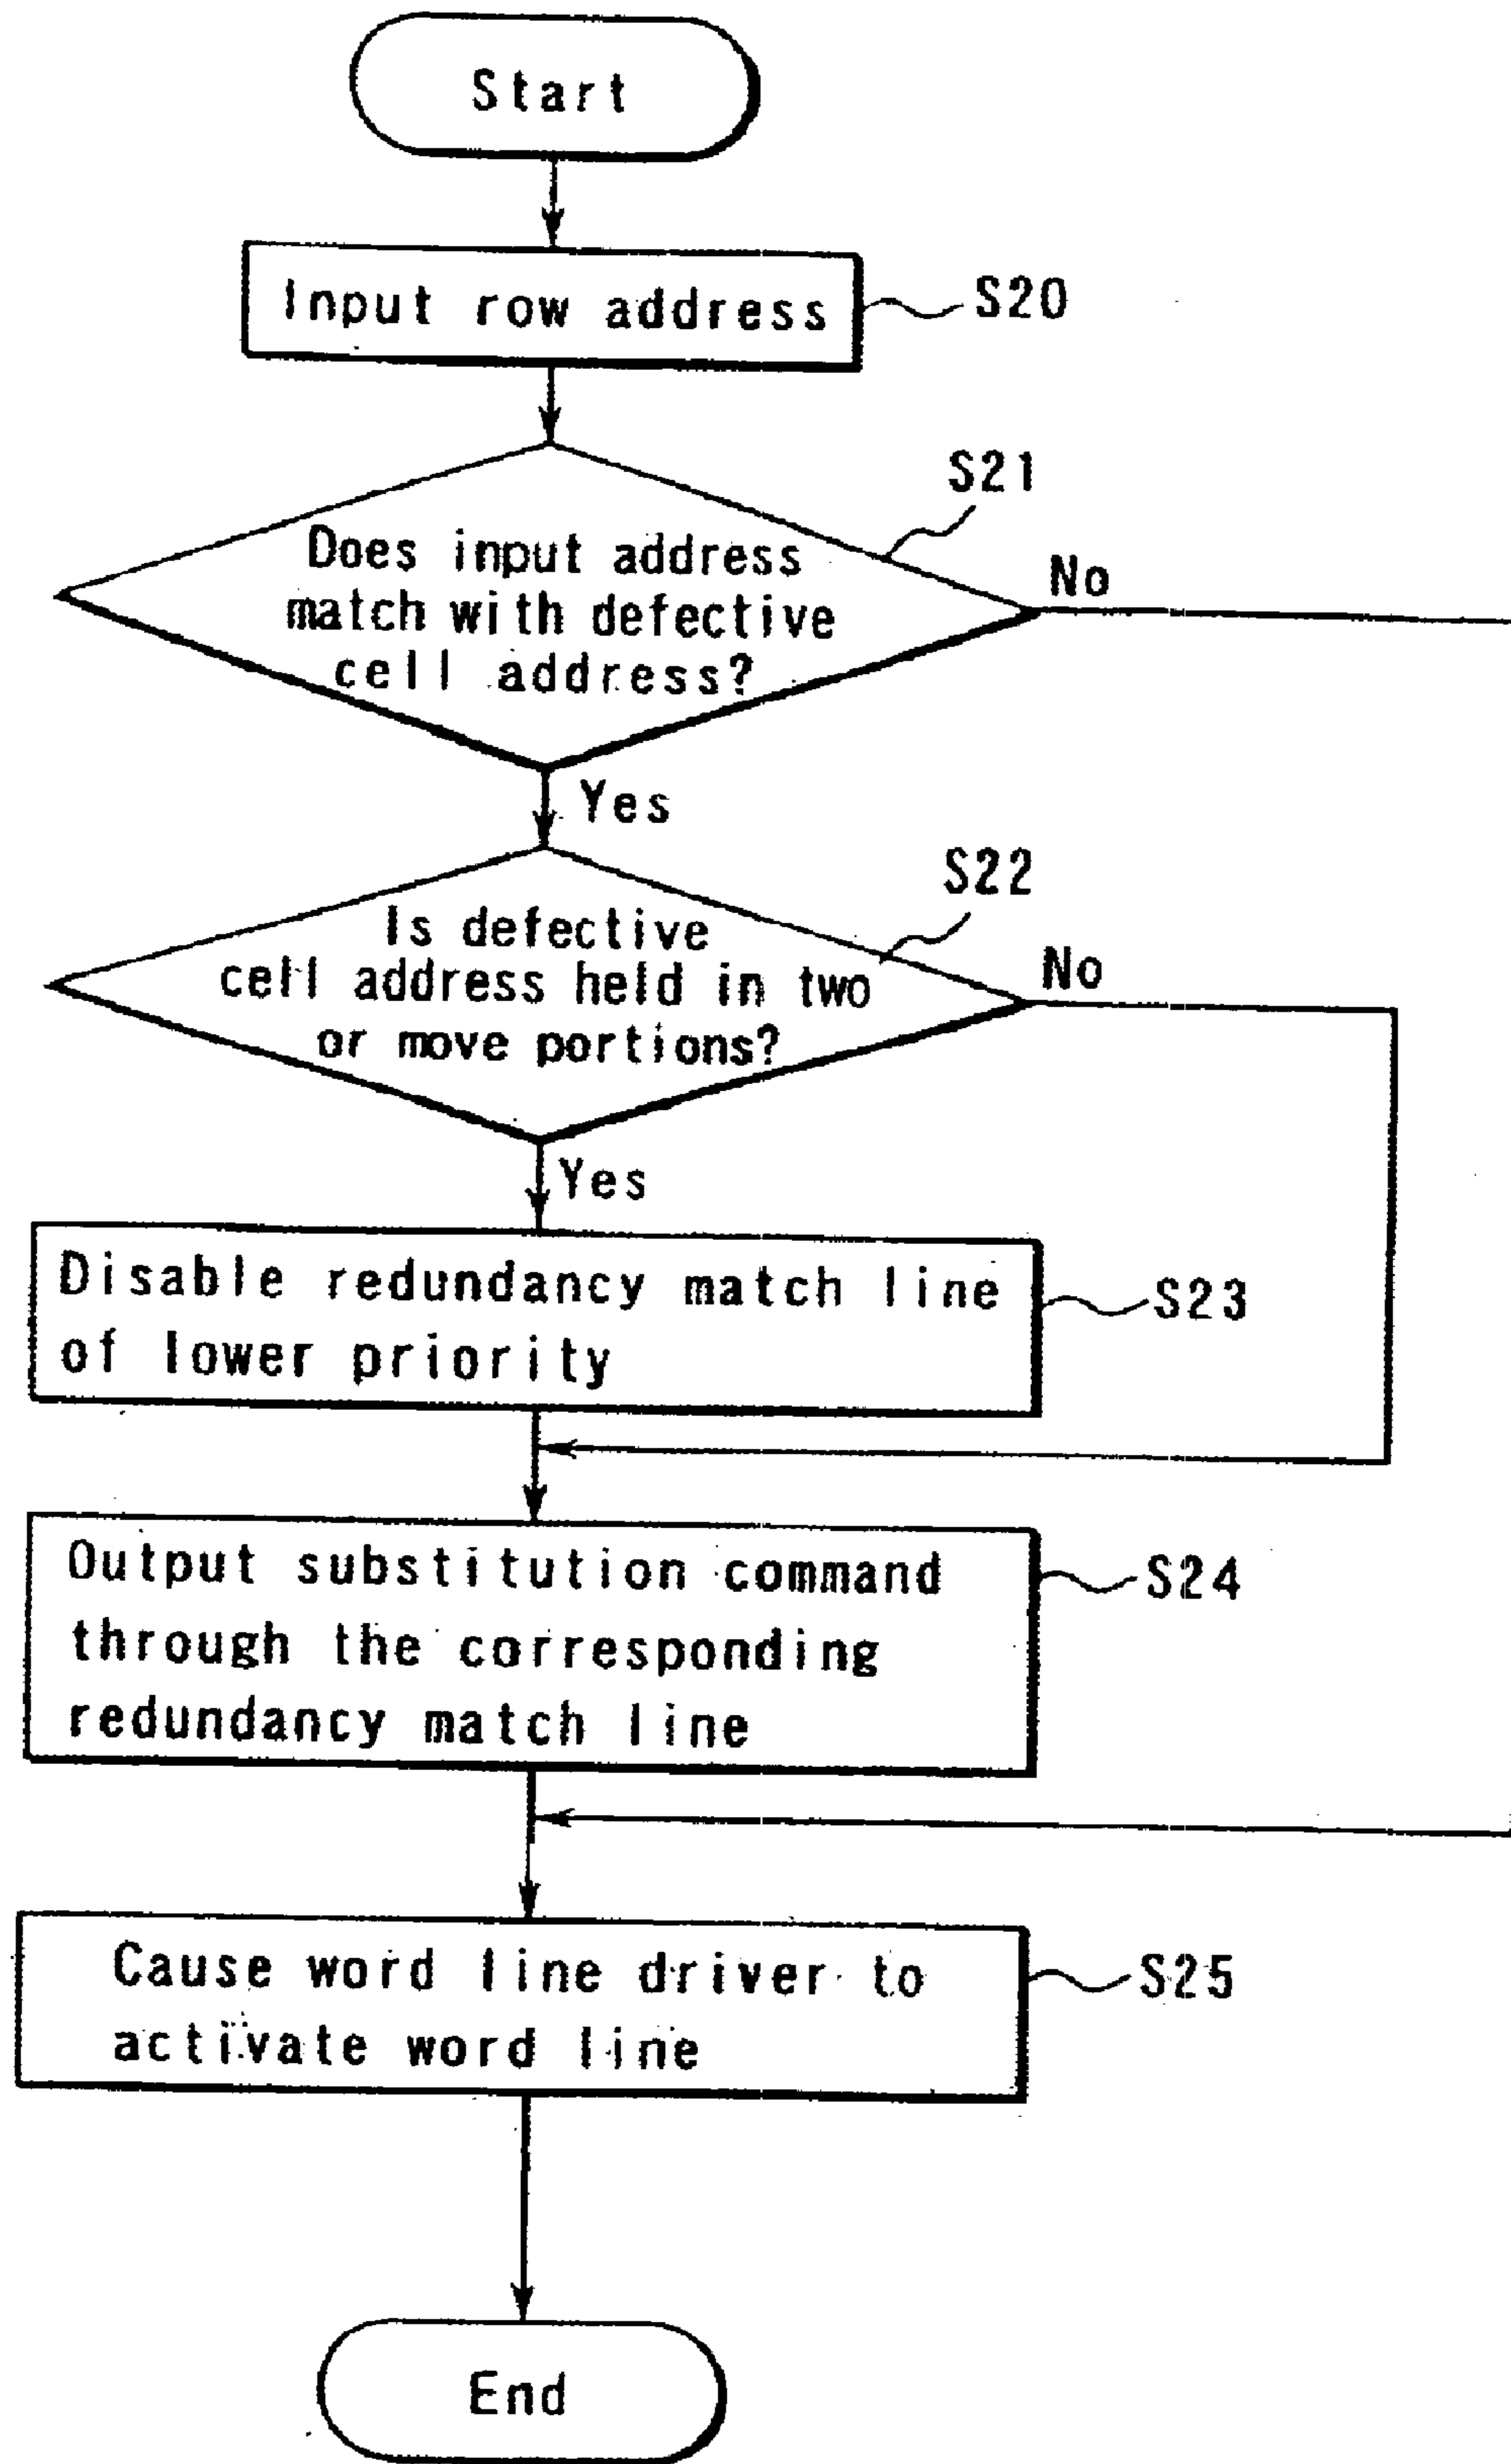 Start
Input row address
S20
S21
Does input address
match with defective
cell address?
No
Yes
S22
Is defective
cell address held in two
or move portions?
No
Yes
Disable redundancy match line
of lower priority
S23
Output substitution command
through the corresponding
redundancy match line
S24
Cause word line driver to
activate word line
S25
End